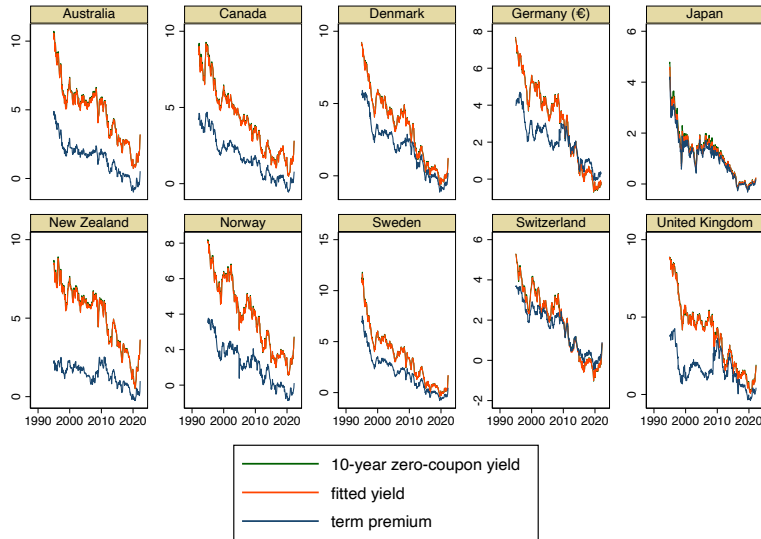 Australia
Canada
Denmark
Germany (€)
Japan
10
5
0
10
5
0
10
5
0
8
6
4
2
0
6
4
2
0
New Zealand
Norway
Sweden
Switzerland
United Kingdom
10
5
0
8
6
4
2
0
15
10
5
0
6
4
2
0
-2
10
5
0
1990 2000 2010 2020
1990 2000 2010 2020
1990 2000 2010 2020
1990 2000 2010 2020
1990 2000 2010 2020
10-year zero-coupon yield
fitted yield
term premium